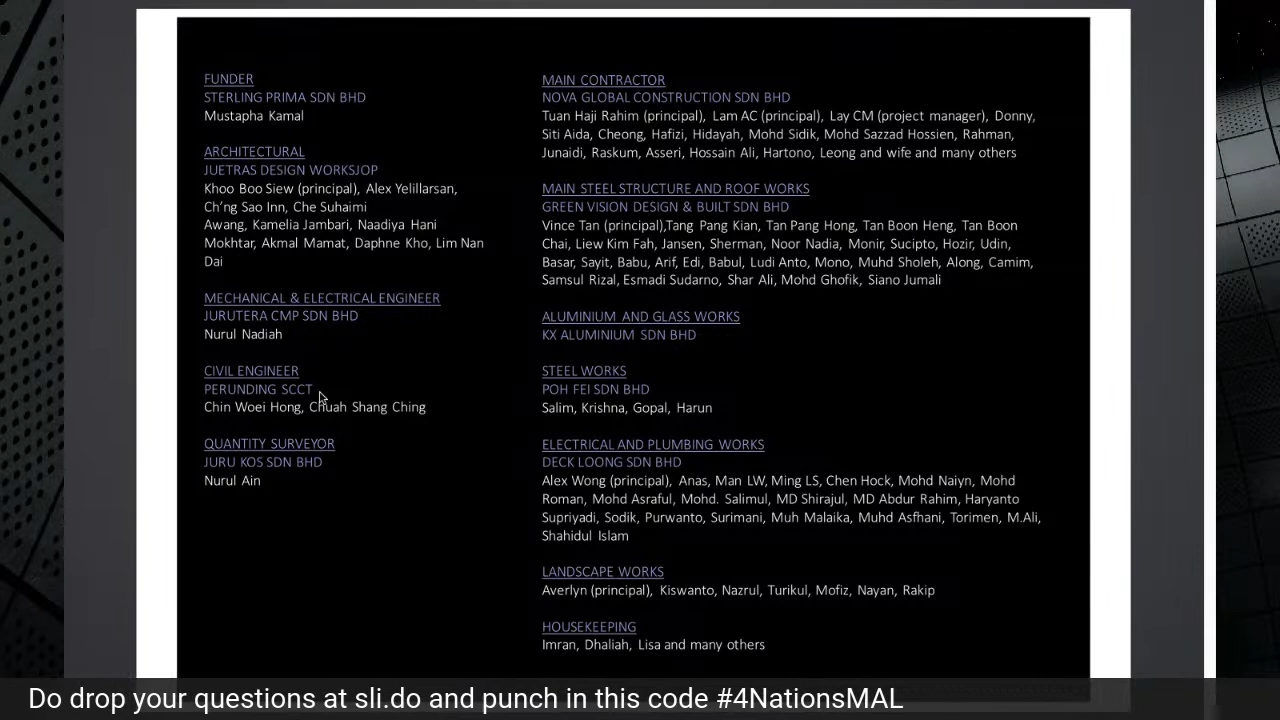 FUNDER
STERLING PRIMA SDN BHD
Mustapha Kamal
ARCHITECTURAL
JUETRAS DESIGN WORKSJOP
Khoo Boo Siew (principal), Alex Yelillarsan,
Ch’ng Sao Inn, Che Suhaimi
Awang, Kamelia Jambari, Naadiya Hani
Mokhtar, Akmal Mamat, Daphne Kho, Lim Nan
Dai
MECHANICAL & ELECTRICAL ENGINEER
JURUTERA CMP SDN BHD
Nurul Nadiah
CIVIL ENGINEER
PERUNDING SCCT
Chin Woei Hong, Chuah Shang Ching
QUANTITY SURVEYOR
JURU KOS SDN BHD
Nurul Ain
MAIN CONTRACTOR
NOVA GLOBAL CONSTRUCTION SDN BHD
Tuan Haji Rahim (principal), Lam AC (principal), Lay CM (project manager), Donny,
Siti Aida, Cheong, Hafizi, Hidayah, Mohd Sidik, Mohd Sazzad Hossien, Rahman,
Junaidi, Raskum, Asseri, Hossain Ali, Hartono, Leong and wife and many others
MAIN STEEL STRUCTURE AND ROOF WORKS
GREEN VISION DESIGN & BUILT SDN BHD
Vince Tan (principal),Tang Pang Kian, Tan Pang Hong, Tan Boon Heng, Tan Boon
Chai, Liew Kim Fah, Jansen, Sherman, Noor Nadia, Monir, Sucipto, Hozir, Udin,
Basar, Sayit, Babu, Arif, Edi, Babul, Ludi Anto, Mono, Muhd Sholeh, Along, Camim,
Samsul Rizal, Esmadi Sudarno, Shar Ali, Mohd Ghofik, Siano Jumali
ALUMINIUM AND GLASS WORKS
KX ALUMINIUM SDN BHD
STEEL WORKS
POH FEI SDN BHD
Salim, Krishna, Gopal, Harun
ELECTRICAL AND PLUMBING WORKS
DECK LOONG SDN BHD
Alex Wong (principal), Anas, Man LW, Ming LS, Chen Hock, Mohd Naiyn, Mohd
Roman, Mohd Asraful, Mohd. Salimul, MD Shirajul, MD Abdur Rahim, Haryanto
Supriyadi, Sodik, Purwanto, Surimani, Muh Malaika, Muhd Asfhani, Torimen, M.Ali,
Shahidul Islam
LANDSCAPE WORKS
Averlyn (principal), Kiswanto, Nazrul, Turikul, Mofiz, Nayan, Rakip
HOUSEKEEPING
Imran, Dhaliah, Lisa and many others
Do drop your questions at sli.do and punch in this code #4NationsMAL